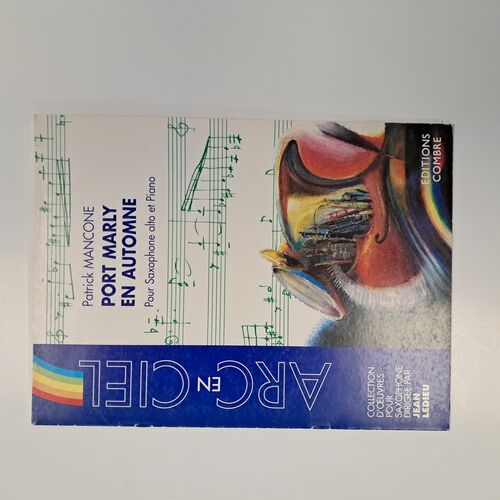 ARC EN CIEL
Patrick MANCONE
PORT MARLY
EN AUTOMNE
Pour Saxophone alto et Piano
COLLECTION
D'ŒUVRES
POUR
SAXOPHONE
DIRIGÉE PAR
JEAN
LEDIEU
EDITIONS
COMBRE